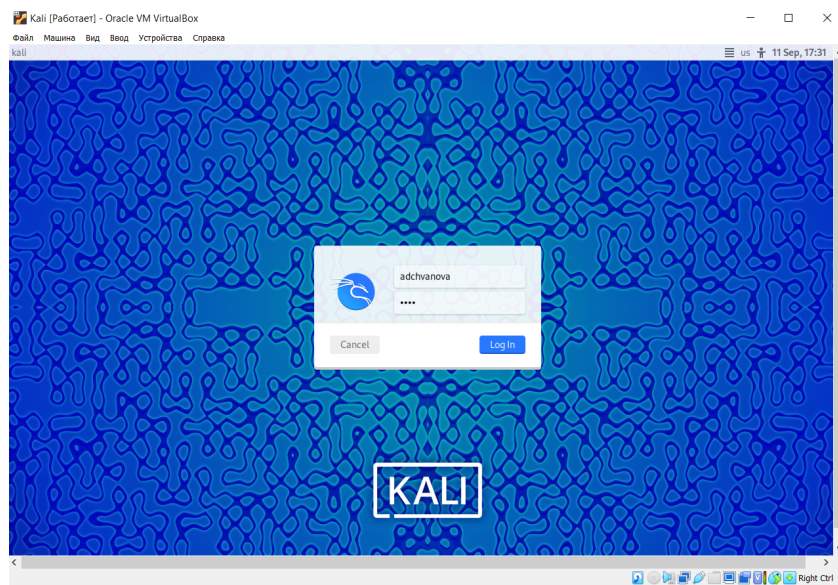 Kali [Работает] - Oracle VM VirtualBox
Файл Машина Вид Ввод Устройства Справка
kali us 11 Sep, 17:31
adchvanova
••••
Cancel Log In
KALI
Right Ctrl